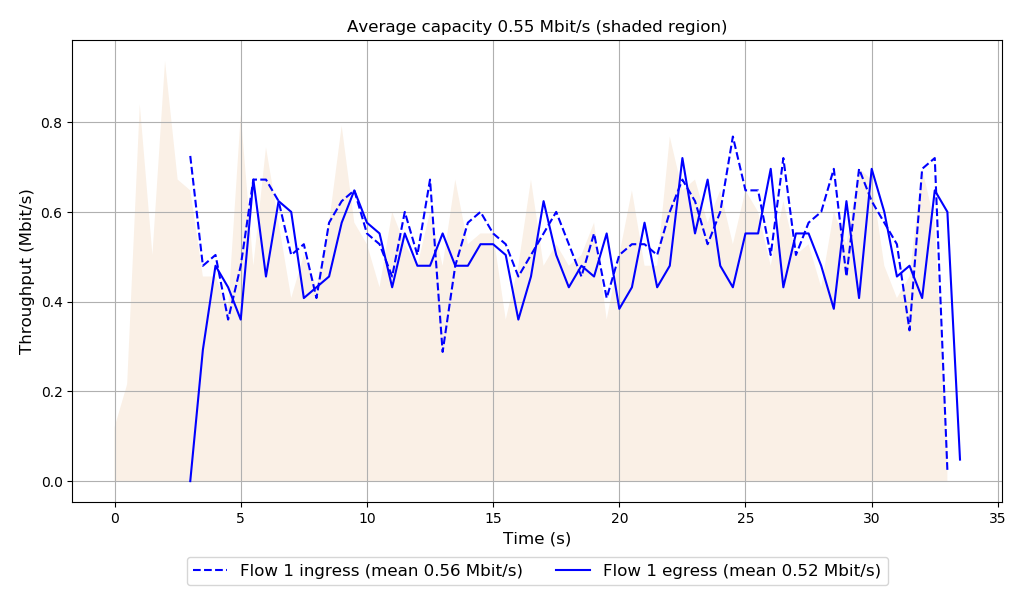 Average capacity 0.55 Mbit/s (shaded region)
Throughput (Mbit/s)
0.8
0.6
0.4
0.2
0.0
0 5 10 15 20 25 30 35
Time (s)
Flow 1 ingress (mean 0.56 Mbit/s) Flow 1 egress (mean 0.52 Mbit/s)